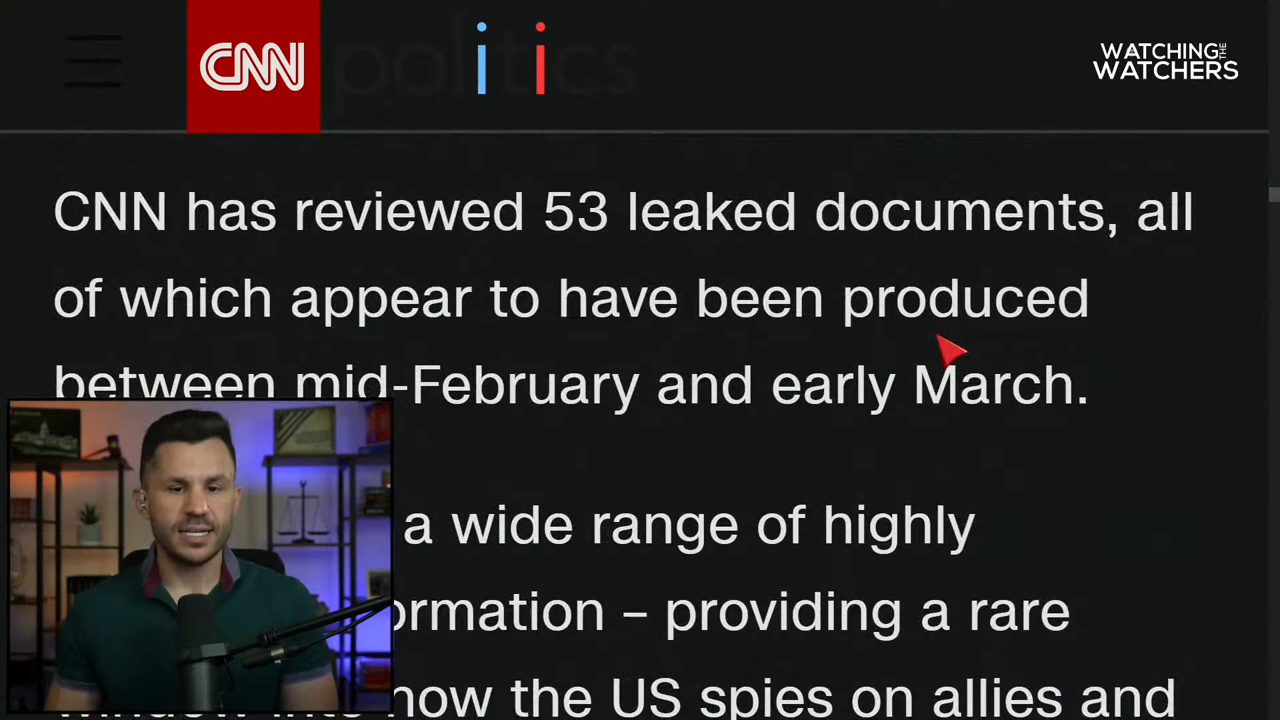 CNN politics
WATCHING THE
WATCHERS
CNN has reviewed 53 leaked documents, all
of which appear to have been produced
between mid-February and early March.
a wide range of highly
ormation – providing a rare
window into how the US spies on allies and